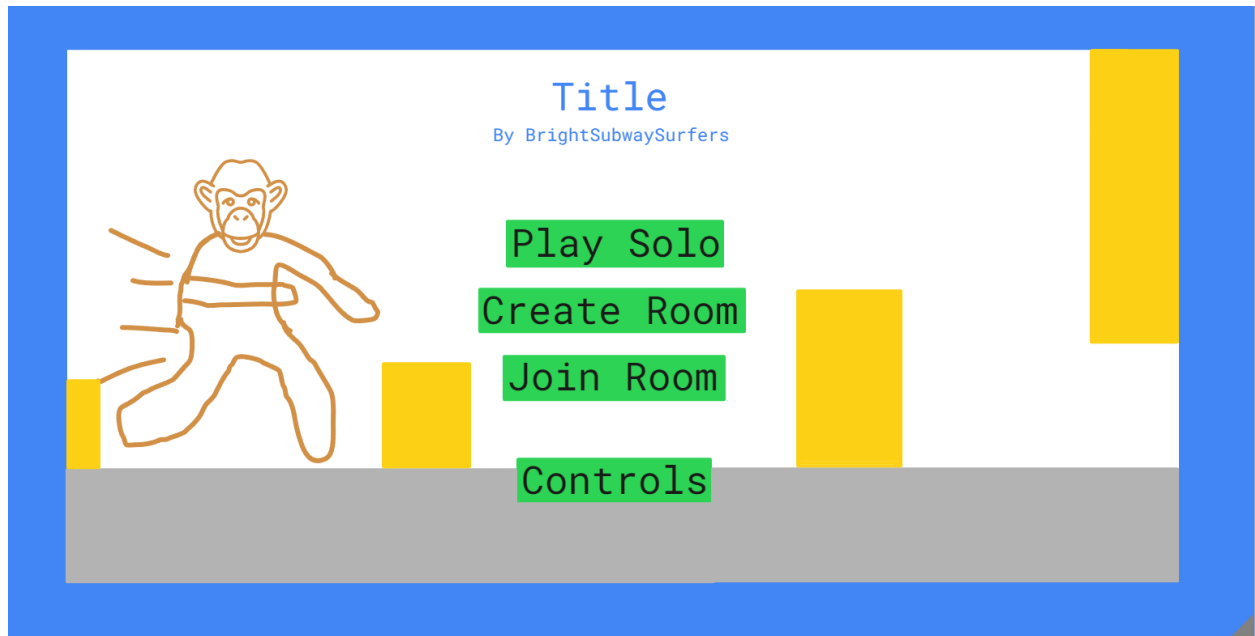 Title
By BrightSubwaySurfers
Play Solo
Create Room
Join Room
Controls